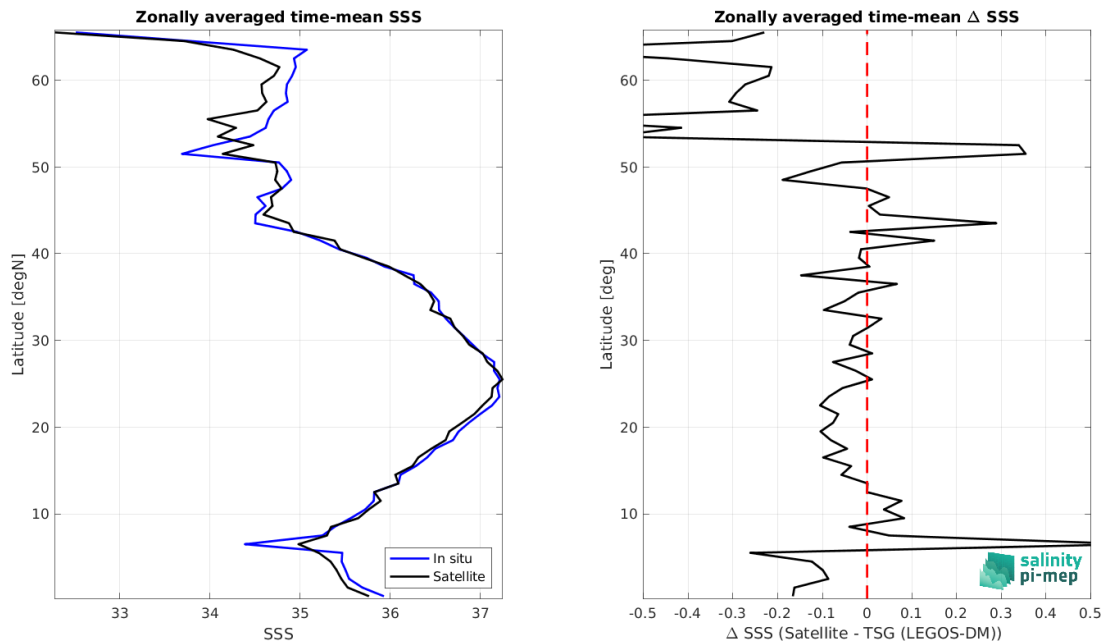 Zonally averaged time-mean SSS
60
50
40
30
20
10
Latitude [degN]
33
34
35
36
37
SSS
In situ
Satellite
Zonally averaged time-mean Δ SSS
60
50
40
30
20
10
Latitude [deg]
-0.5
-0.4
-0.3
-0.2
-0.1
0
0.1
0.2
0.3
0.4
0.5
Δ SSS (Satellite - TSG (LEGOS-DM))
salinity
pi-mep